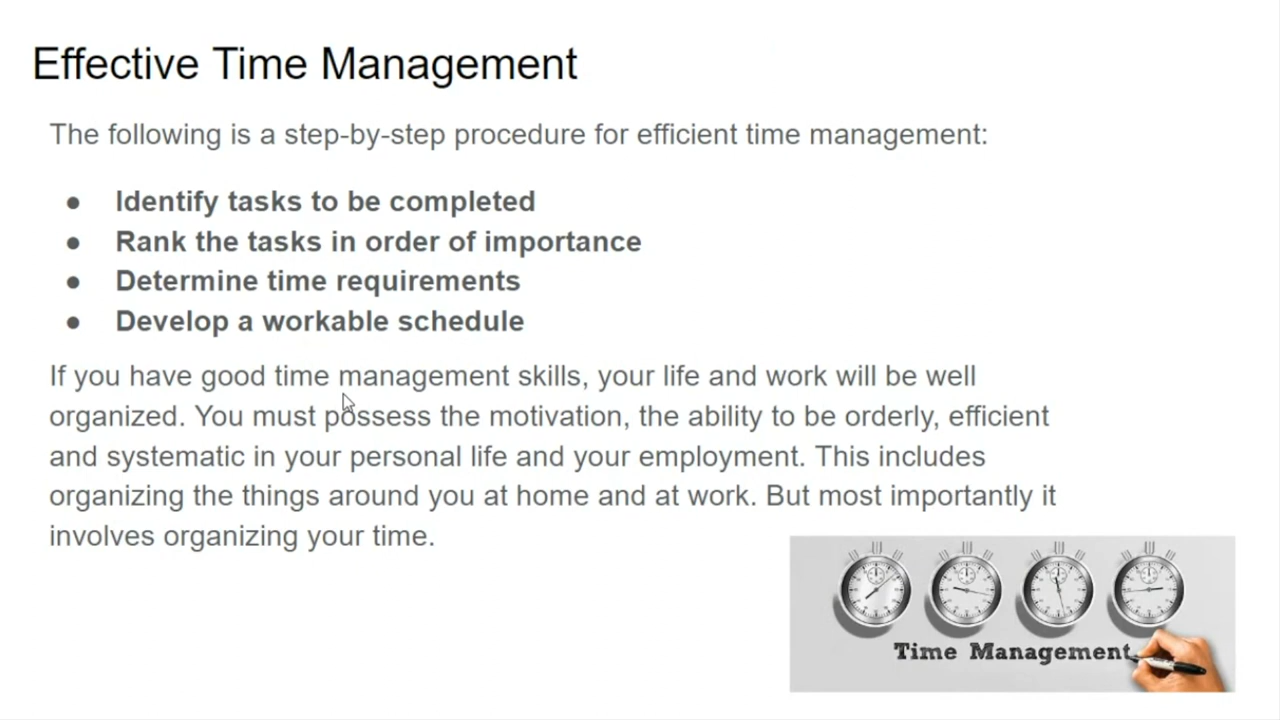 Effective Time Management
The following is a step-by-step procedure for efficient time management:
● Identify tasks to be completed
● Rank the tasks in order of importance
● Determine time requirements
● Develop a workable schedule
If you have good time management skills, your life and work will be well
organized. You must possess the motivation, the ability to be orderly, efficient
and systematic in your personal life and your employment. This includes
organizing the things around you at home and at work. But most importantly it
involves organizing your time.
Time Management